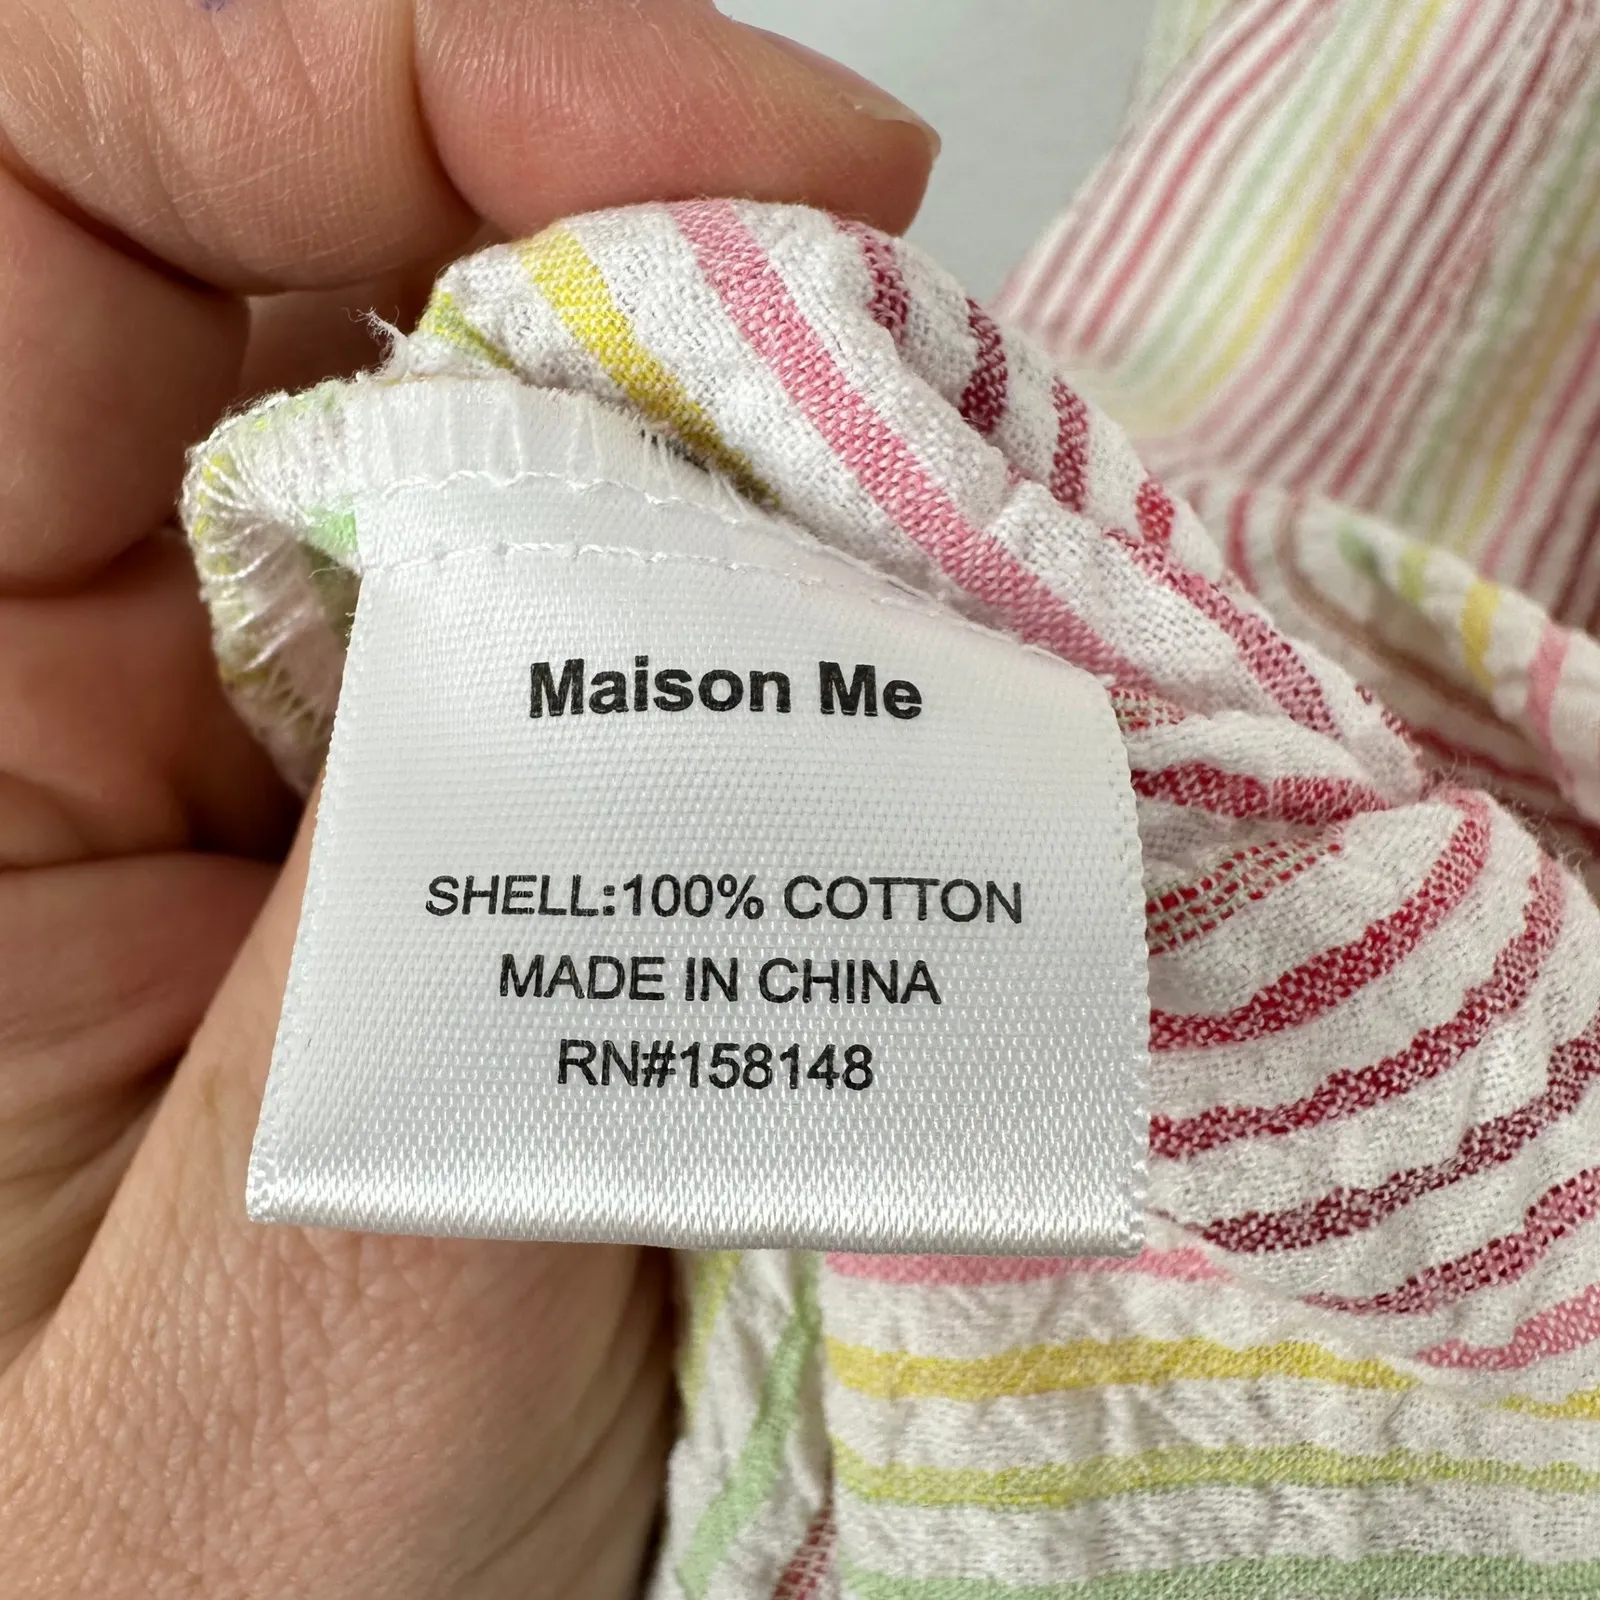 Maison Me
SHELL:100% COTTON
MADE IN CHINA
RN#158148